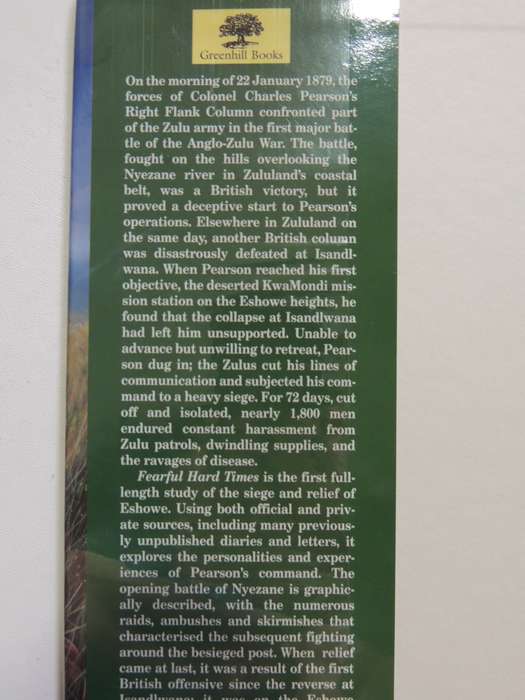 Greenhill Books
On the morning of 22 January 1879, the
forces of Colonel Charles Pearson's
Right Flank Column confronted part
of the Zulu army in the first major bat-
tle of the Anglo-Zulu War. The battle,
fought on the hills overlooking the
Nyezane river in Zululand's coastal
belt, was a British victory, but it
proved a deceptive start to Pearson's
operations. Elsewhere in Zululand on
the same day, another British column
was disastrously defeated at Isandl-
wana. When Pearson reached his first
objective, the deserted KwaMondi mis-
sion station on the Eshowe heights, he
found that the collapse at Isandlwana
had left him unsupported. Unable to
advance but unwilling to retreat, Pear-
son dug in; the Zulus cut his lines of
communication and subjected his com-
mand to a heavy siege. For 72 days, cut
off and isolated, nearly 1,800 men
endured constant harassment from
Zulu patrols, dwindling supplies, and
the ravages of disease.
Fearful Hard Times is the first full-
length study of the siege and relief of
Eshowe. Using both official and priv-
ate sources, including many previous-
ly unpublished diaries and letters, it
explores the personalities and exper-
iences of Pearson's command. The
opening battle of Nyezane is graphic-
ally described, with the numerous
raids, ambushes and skirmishes that
characterised the subsequent fighting
around the besieged post. When relief
came at last, it was a result of the first
British offensive since the reverse at
Isandlwana; it was on the Eshowe